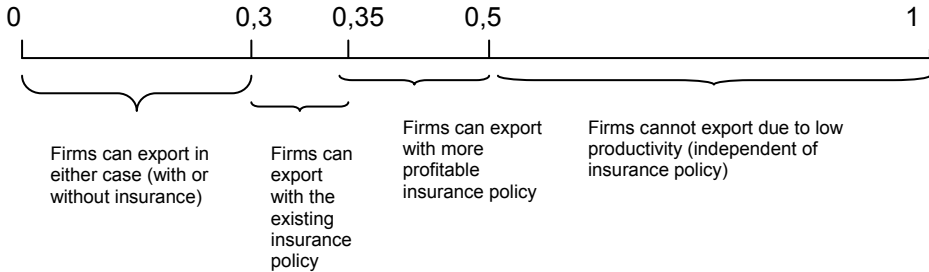 0 0,3 0,35 0,5 1
Firms can export in
either case (with or
without insurance)
Firms can
export
with the
existing
insurance
policy
Firms can export
with more
profitable
insurance policy
Firms cannot export due to low
productivity (independent of
insurance policy)